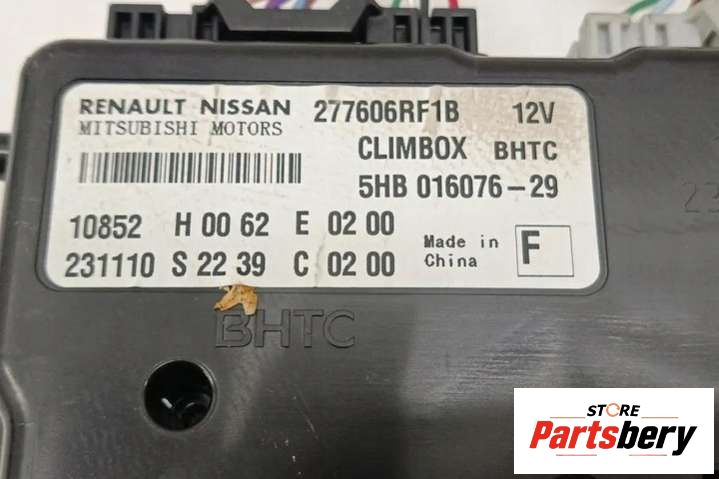 RENAULT NISSAN 277606RF1B 12V
MITSUBISHI MOTORS
CLIMBOX BHTC
5HB 016076-29
10852 H 00 62 E 02 00
231110 S 22 39 C 02 00
Made in China
F
BHTC
STORE
Partsbery